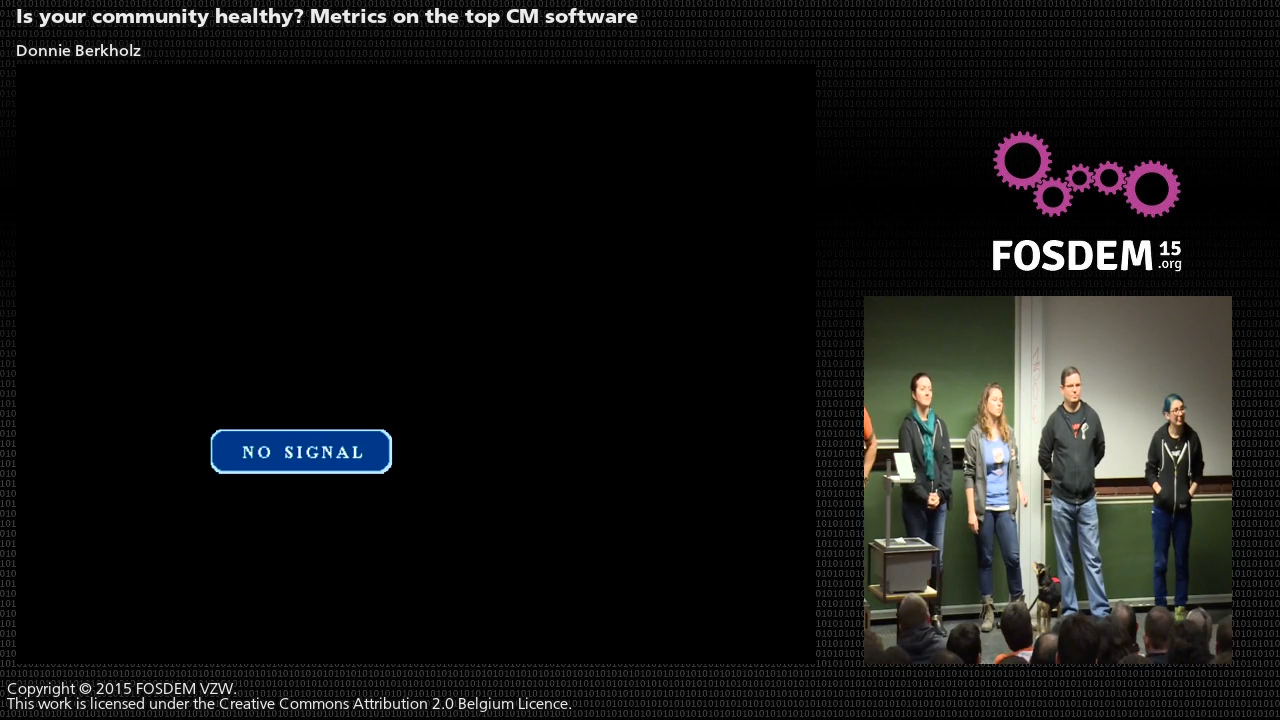 Is your community healthy? Metrics on the top CM software
Donnie Berkholz
NO SIGNAL
FOSDEM 15
.org
Copyright © 2015 FOSDEM VZW.
This work is licensed under the Creative Commons Attribution 2.0 Belgium Licence.